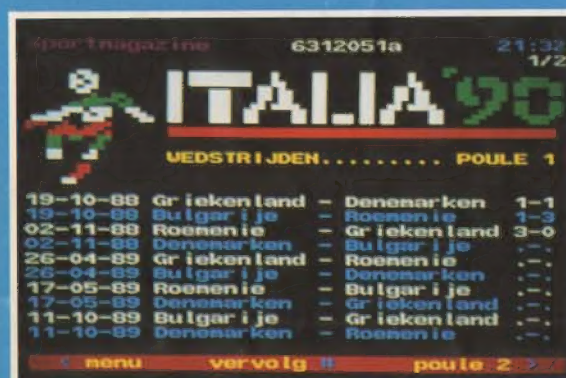 Sportmagazine 6312051a 21:32
1/2
ITALIA '90
WEDSTRIJDEN......... POULE 1
19-10-88 Griekenland - Denemarken 1-1
19-10-88 Bulgarije - Roemenie 1-3
02-11-88 Roemenie - Griekenland 3-0
02-11-88 Denemarken - Bulgarije .-.
26-04-89 Griekenland - Roemenie .-.
26-04-89 Bulgarije - Denemarken .-.
17-05-89 Roemenie - Bulgarije .-.
17-05-89 Denemarken - Griekenland .-.
11-10-89 Bulgarije - Griekenland .-.
11-10-89 Denemarken - Roemenie .-.
< menu vervolg # poule 2 >